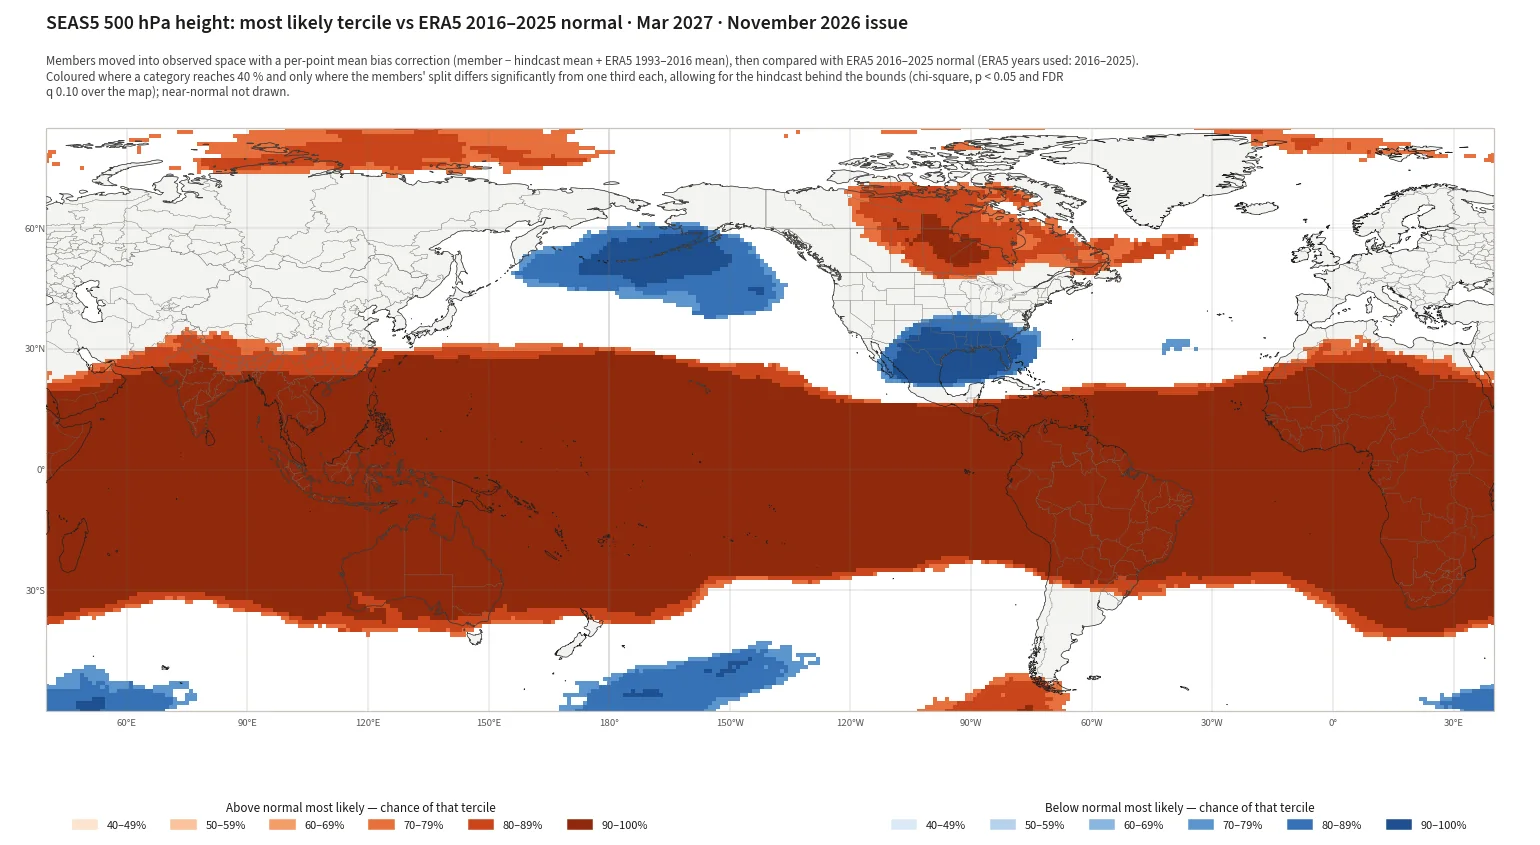 SEAS5 500 hPa height: most likely tercile vs ERA5 2016–2025 normal · Mar 2027 · November 2026 issue
Members moved into observed space with a per-point mean bias correction (member − hindcast mean + ERA5 1993–2016 mean), then compared with ERA5 2016–2025 normal (ERA5 years used: 2016–2025).
Coloured where a category reaches 40 % and only where the members' split differs significantly from one third each, allowing for the hindcast behind the bounds (chi-square, p < 0.05 and FDR
q 0.10 over the map); near-normal not drawn.
60°N
30°N
0°
30°S
60°E 90°E 120°E 150°E 180° 150°W 120°W 90°W 60°W 30°W 0° 30°E
Above normal most likely — chance of that tercile
40–49% 50–59% 60–69% 70–79% 80–89% 90–100%
Below normal most likely — chance of that tercile
40–49% 50–59% 60–69% 70–79% 80–89% 90–100%